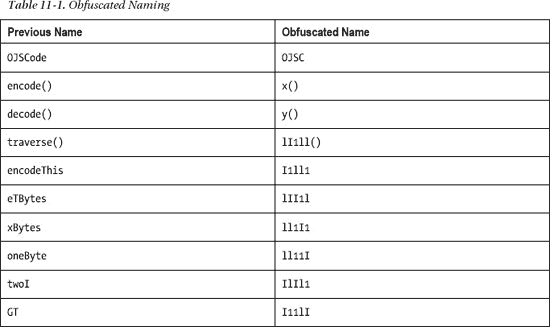 Table 11-1. Obfuscated Naming
Previous Name Obfuscated Name
OJSCode OJSC
encode() x()
decode() y()
traverse() lI1ll()
encodeThis I1ll1
eTBytes lII1l
xBytes ll1I1
oneByte ll11I
twoI IlIl1
GT I11lI